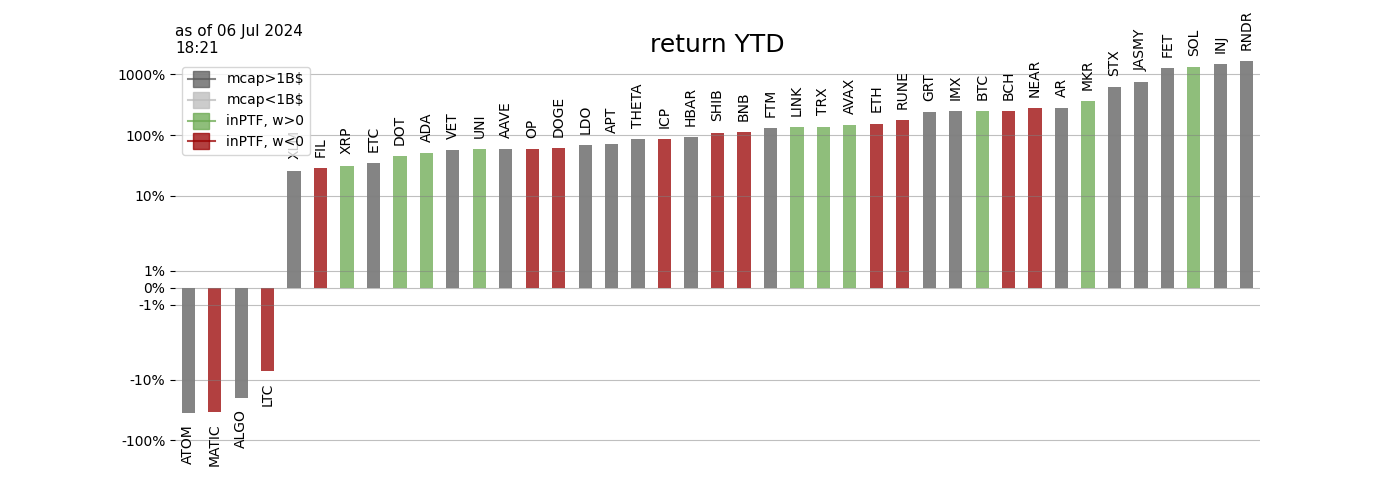 as of 06 Jul 2024
18:21
return YTD
mcap>1B$
mcap<1B$
inPTF, w>0
inPTF, w<0
1000%
100%
10%
1%
0%
-1%
-10%
-100%
ATOM
MATIC
ALGO
LTC
FIL
XRP
ETC
DOT
ADA
VET
UNI
AAVE
OP
DOGE
LDO
APT
THETA
ICP
HBAR
SHIB
BNB
FTM
LINK
TRX
AVAX
ETH
RUNE
GRT
IMX
BTC
BCH
NEAR
AR
MKR
STX
JASMY
FET
SOL
INJ
RNDR